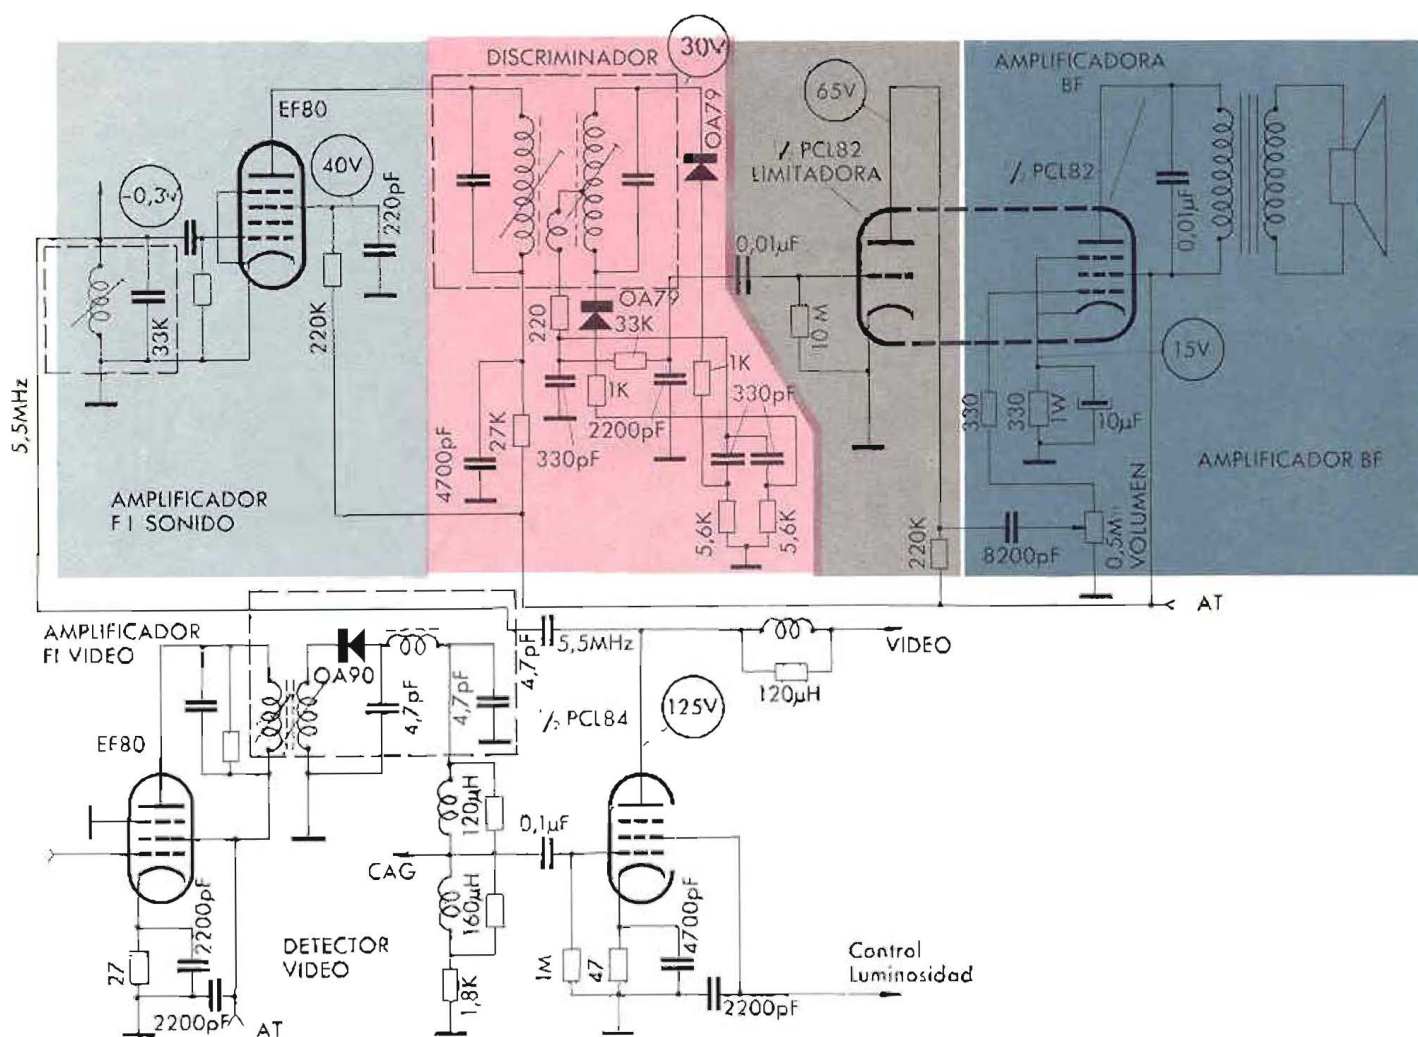 DISCRIMINADOR
30V
AMPLIFICADORA
BF
EF80
-0,3v
40V
220pF
OA79
65V
½ PCL82
LIMITADORA
½ PCL82
0,01µF
0,01µF
33K
220K
220
OA79
33K
10 M
15V
1K
1K
330pF
330
330
1W
10µF
5,5MHz
4700pF
27K
2200pF
330pF
AMPLIFICADOR BF
AMPLIFICADOR
FI SONIDO
5,6K
5,6K
220K
8200pF
0,5M
VOLUMEN
AT
AMPLIFICADOR
FI VIDEO
4,7pF
5,5MHz
VIDEO
OA90
4,7pF
4,7pF
½ PCL84
125V
120µH
EF80
120µH
0,1µF
CAG
160µH
2200pF
27
DETECTOR
VIDEO
1,8K
1M
47
4700pF
Control
Luminosidad
2200pF
2200pF
AT